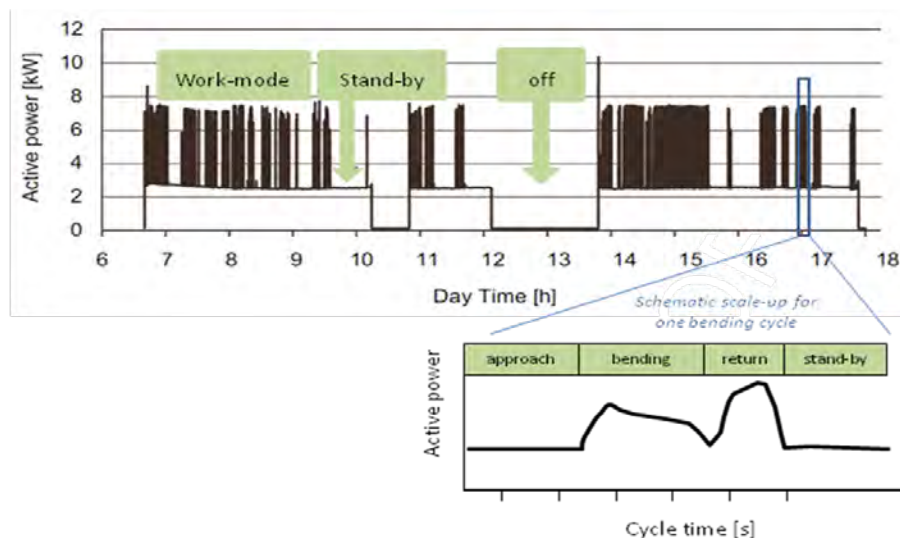 12
10
8
6
4
2
0
Active power [kW]
Work-mode
Stand-by
off
6 7 8 9 10 11 12 13 14 15 16 17 18
Day Time [h]
Schematic scale-up for
one bending cycle
approach bending return stand-by
Active power
Cycle time [s]